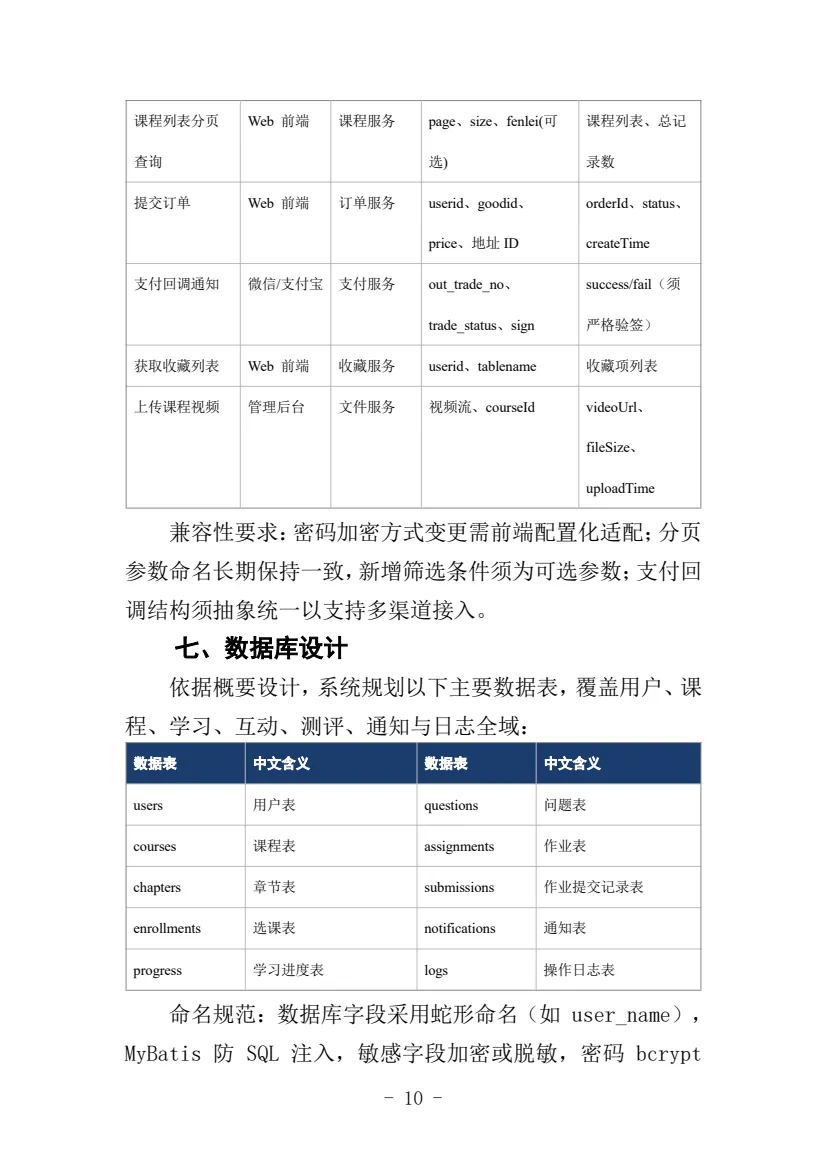 课程列表分页 Web 前端 课程服务 page、size、fenlei(可 课程列表、总记
查询 选) 录数
提交订单 Web 前端 订单服务 userid、goodid、 orderId、status、
price、地址 ID createTime
支付回调通知 微信/支付宝 支付服务 out_trade_no、 success/fail（须
trade_status、sign 严格验签）
获取收藏列表 Web 前端 收藏服务 userid、tablename 收藏项列表
上传课程视频 管理后台 文件服务 视频流、courseId videoUrl、
fileSize、
uploadTime
兼容性要求：密码加密方式变更需前端配置化适配；分页
参数命名长期保持一致，新增筛选条件须为可选参数；支付回
调结构须抽象统一以支持多渠道接入。
七、数据库设计
依据概要设计，系统规划以下主要数据表，覆盖用户、课
程、学习、互动、测评、通知与日志全域：
数据表 中文含义 数据表 中文含义
users 用户表 questions 问题表
courses 课程表 assignments 作业表
chapters 章节表 submissions 作业提交记录表
enrollments 选课表 notifications 通知表
progress 学习进度表 logs 操作日志表
命名规范：数据库字段采用蛇形命名（如 user_name），
MyBatis 防 SQL 注入，敏感字段加密或脱敏，密码 bcrypt
- 10 -